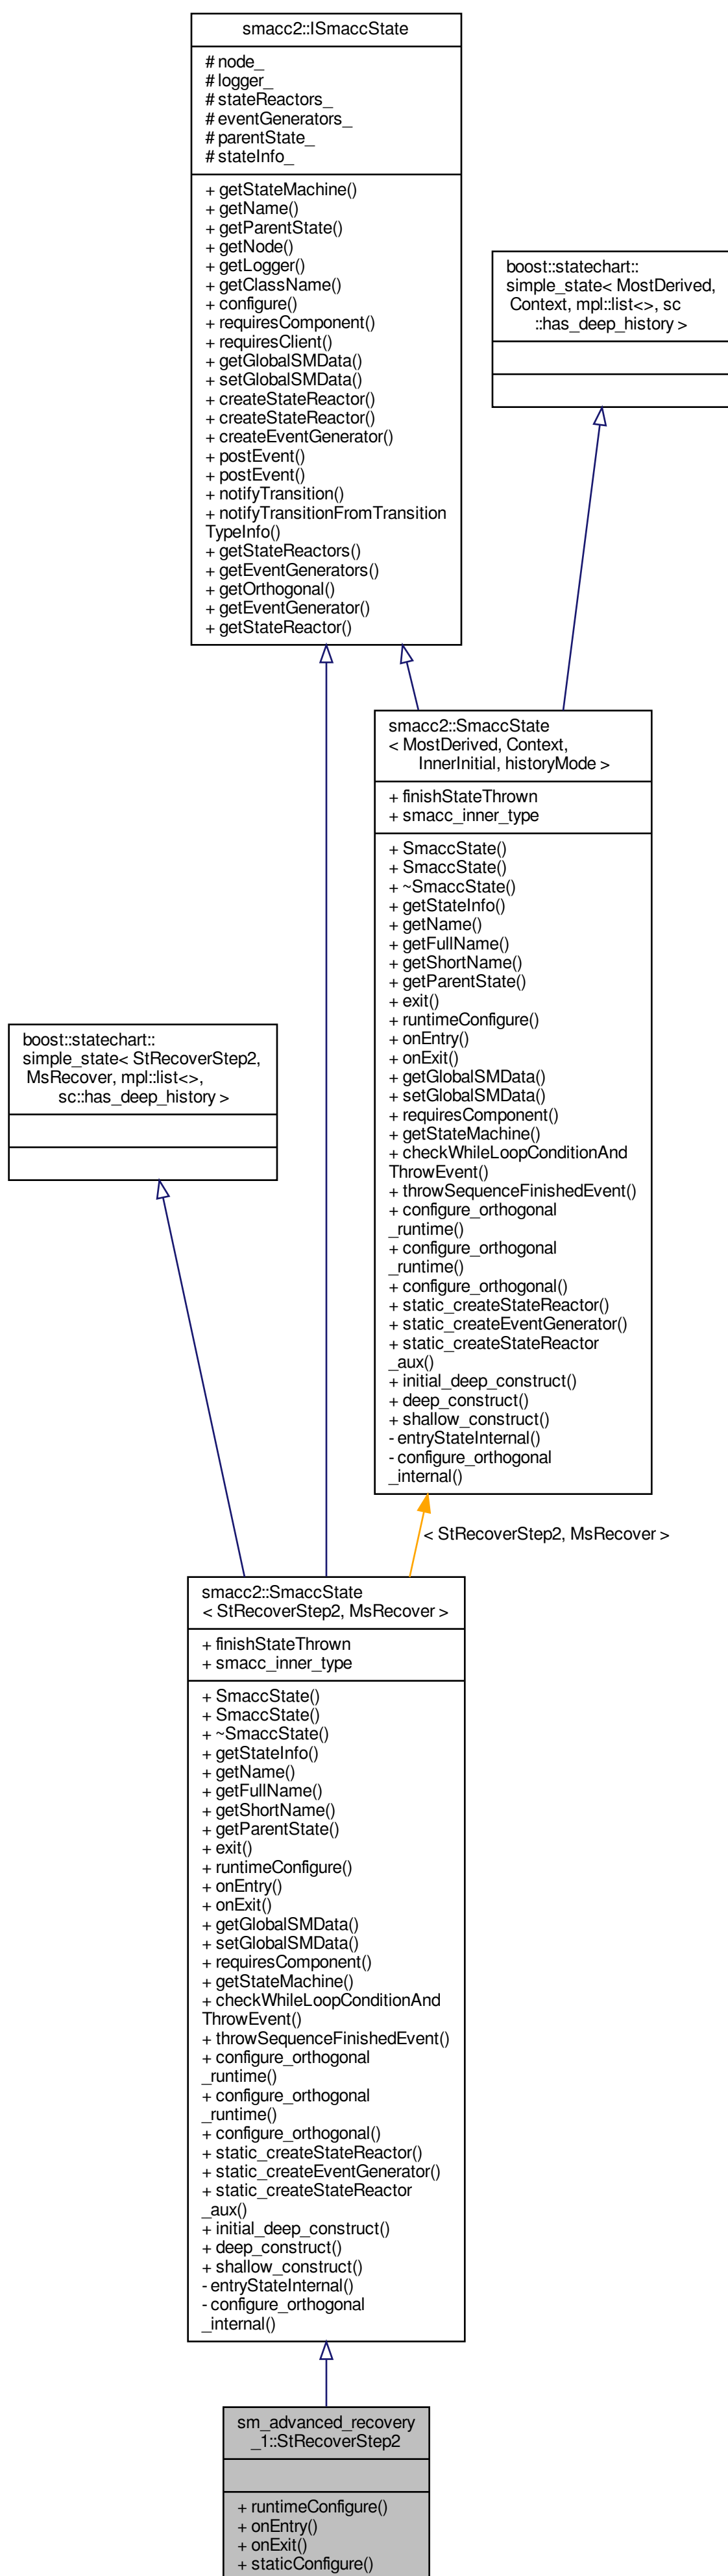 smacc2::ISmaccState
# node_
# logger_
# stateReactors_
# eventGenerators_
# parentState_
# stateInfo_
+ getStateMachine()
+ getName()
+ getParentState()
+ getNode()
+ getLogger()
+ getClassName()
+ configure()
+ requiresComponent()
+ requiresClient()
+ getGlobalSMData()
+ setGlobalSMData()
+ createStateReactor()
+ createStateReactor()
+ createEventGenerator()
+ postEvent()
+ postEvent()
+ notifyTransition()
+ notifyTransitionFromTransition
TypeInfo()
+ getStateReactors()
+ getEventGenerators()
+ getOrthogonal()
+ getEventGenerator()
+ getStateReactor()
boost::statechart::
simple_state< MostDerived,
Context, mpl::list<>, sc
::has_deep_history >
smacc2::SmaccState
< MostDerived, Context,
InnerInitial, historyMode >
+ finishStateThrown
+ smacc_inner_type
+ SmaccState()
+ SmaccState()
+ ~SmaccState()
+ getStateInfo()
+ getName()
+ getFullName()
+ getShortName()
+ getParentState()
+ exit()
+ runtimeConfigure()
+ onEntry()
+ onExit()
+ getGlobalSMData()
+ setGlobalSMData()
+ requiresComponent()
+ getStateMachine()
+ checkWhileLoopConditionAnd
ThrowEvent()
+ throwSequenceFinishedEvent()
+ configure_orthogonal
_runtime()
+ configure_orthogonal
_runtime()
+ configure_orthogonal()
+ static_createStateReactor()
+ static_createEventGenerator()
+ static_createStateReactor
_aux()
+ initial_deep_construct()
+ deep_construct()
+ shallow_construct()
- entryStateInternal()
- configure_orthogonal
_internal()
boost::statechart::
simple_state< StRecoverStep2,
MsRecover, mpl::list<>,
sc::has_deep_history >
< StRecoverStep2, MsRecover >
smacc2::SmaccState
< StRecoverStep2, MsRecover >
+ finishStateThrown
+ smacc_inner_type
+ SmaccState()
+ SmaccState()
+ ~SmaccState()
+ getStateInfo()
+ getName()
+ getFullName()
+ getShortName()
+ getParentState()
+ exit()
+ runtimeConfigure()
+ onEntry()
+ onExit()
+ getGlobalSMData()
+ setGlobalSMData()
+ requiresComponent()
+ getStateMachine()
+ checkWhileLoopConditionAnd
ThrowEvent()
+ throwSequenceFinishedEvent()
+ configure_orthogonal
_runtime()
+ configure_orthogonal
_runtime()
+ configure_orthogonal()
+ static_createStateReactor()
+ static_createEventGenerator()
+ static_createStateReactor
_aux()
+ initial_deep_construct()
+ deep_construct()
+ shallow_construct()
- entryStateInternal()
- configure_orthogonal
_internal()
sm_advanced_recovery
_1::StRecoverStep2
+ runtimeConfigure()
+ onEntry()
+ onExit()
+ staticConfigure()